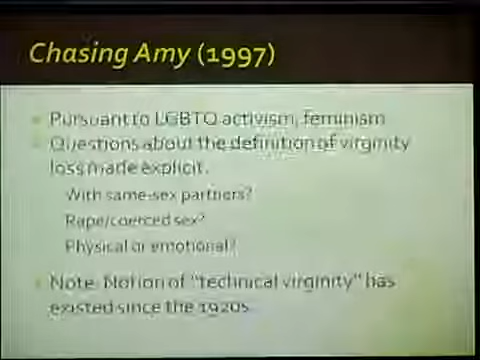 Chasing Amy (1997)
Pursuant to LGBTQ activism, feminism
Questions about the definition of virginity
loss made explicit.
With same-sex partners?
Rape/coerced sex?
Physical or emotional?
Note: Notion of "technical virginity" has
existed since the 1920s.